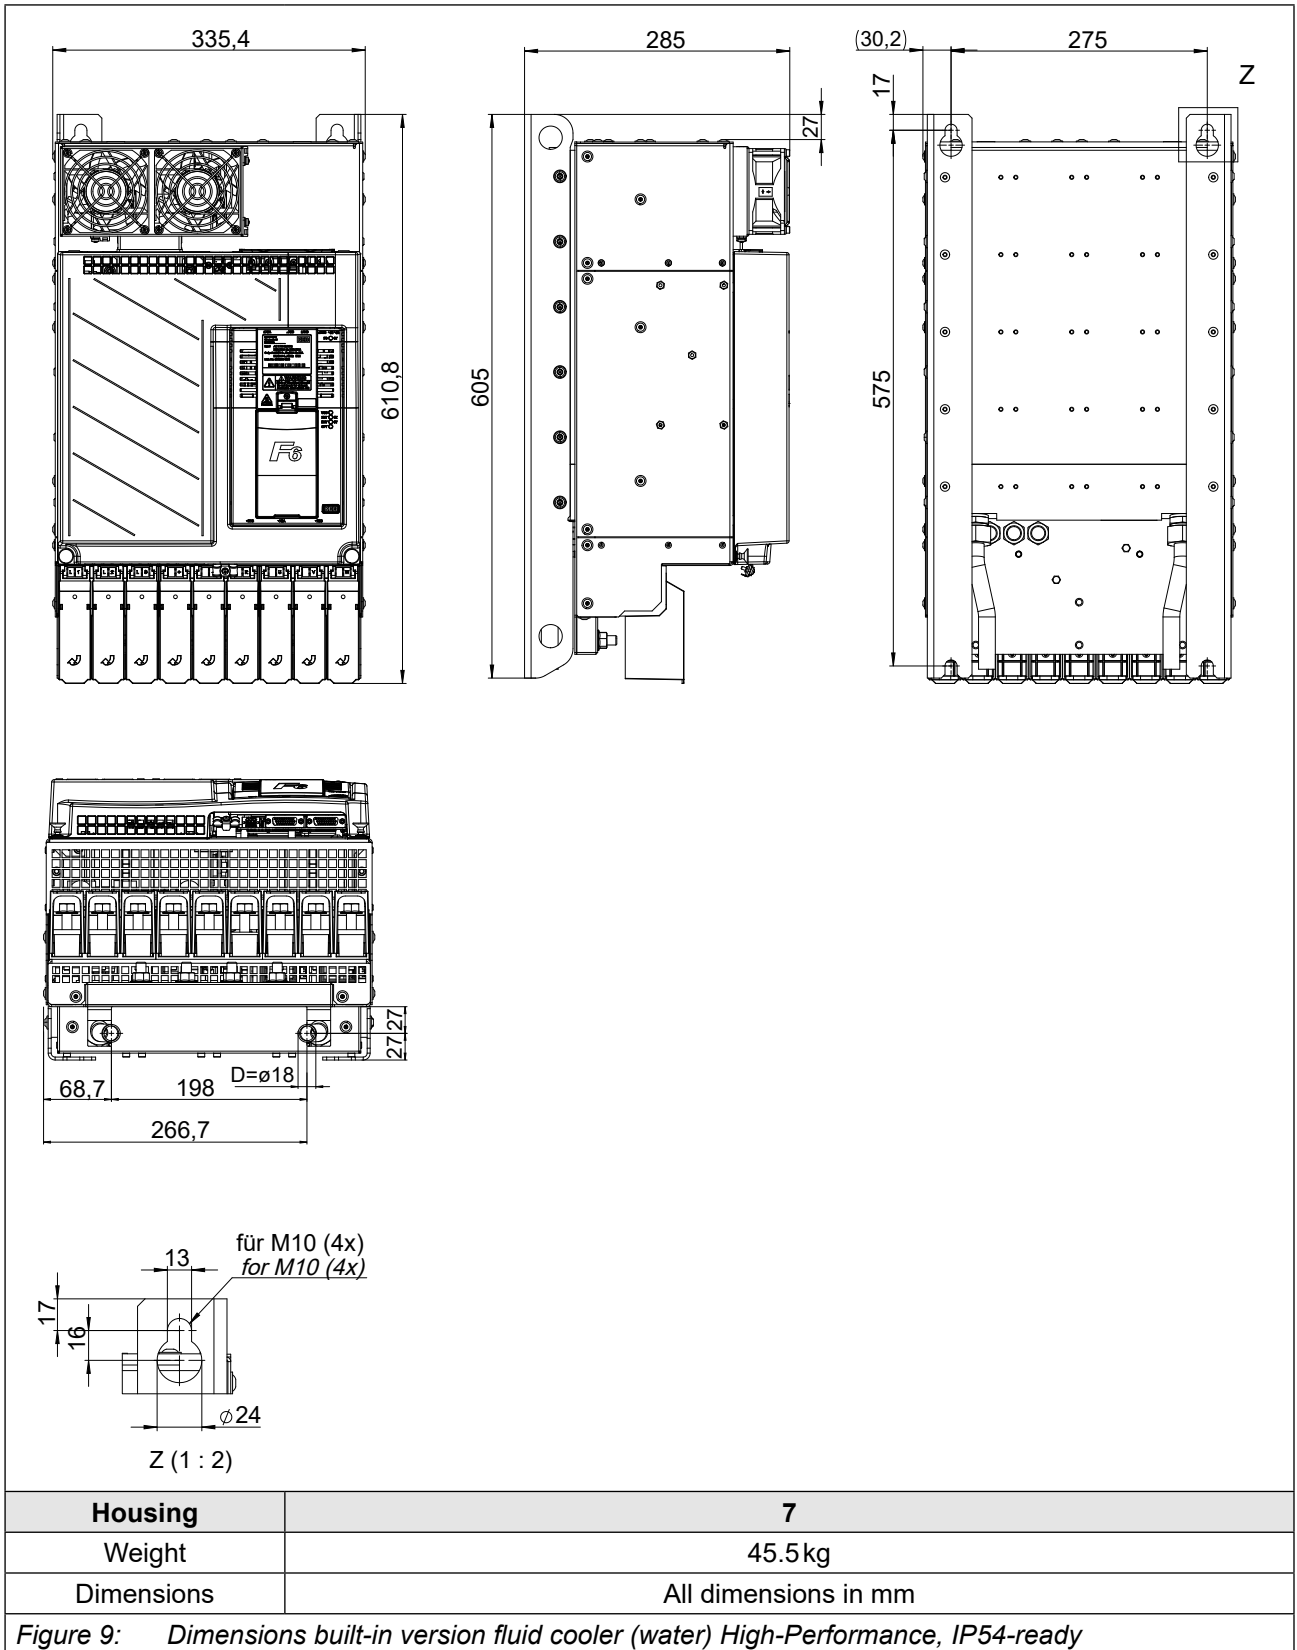 335,4
285
(30,2)
275
Z
17
27
610,8
605
575
F6
27
27
D=ø18
68,7
198
266,7
für M10 (4x)
for M10 (4x)
13
17
16
ø24
Z (1 : 2)
Housing 7
Weight 45.5 kg
Dimensions All dimensions in mm
Figure 9: Dimensions built-in version fluid cooler (water) High-Performance, IP54-ready